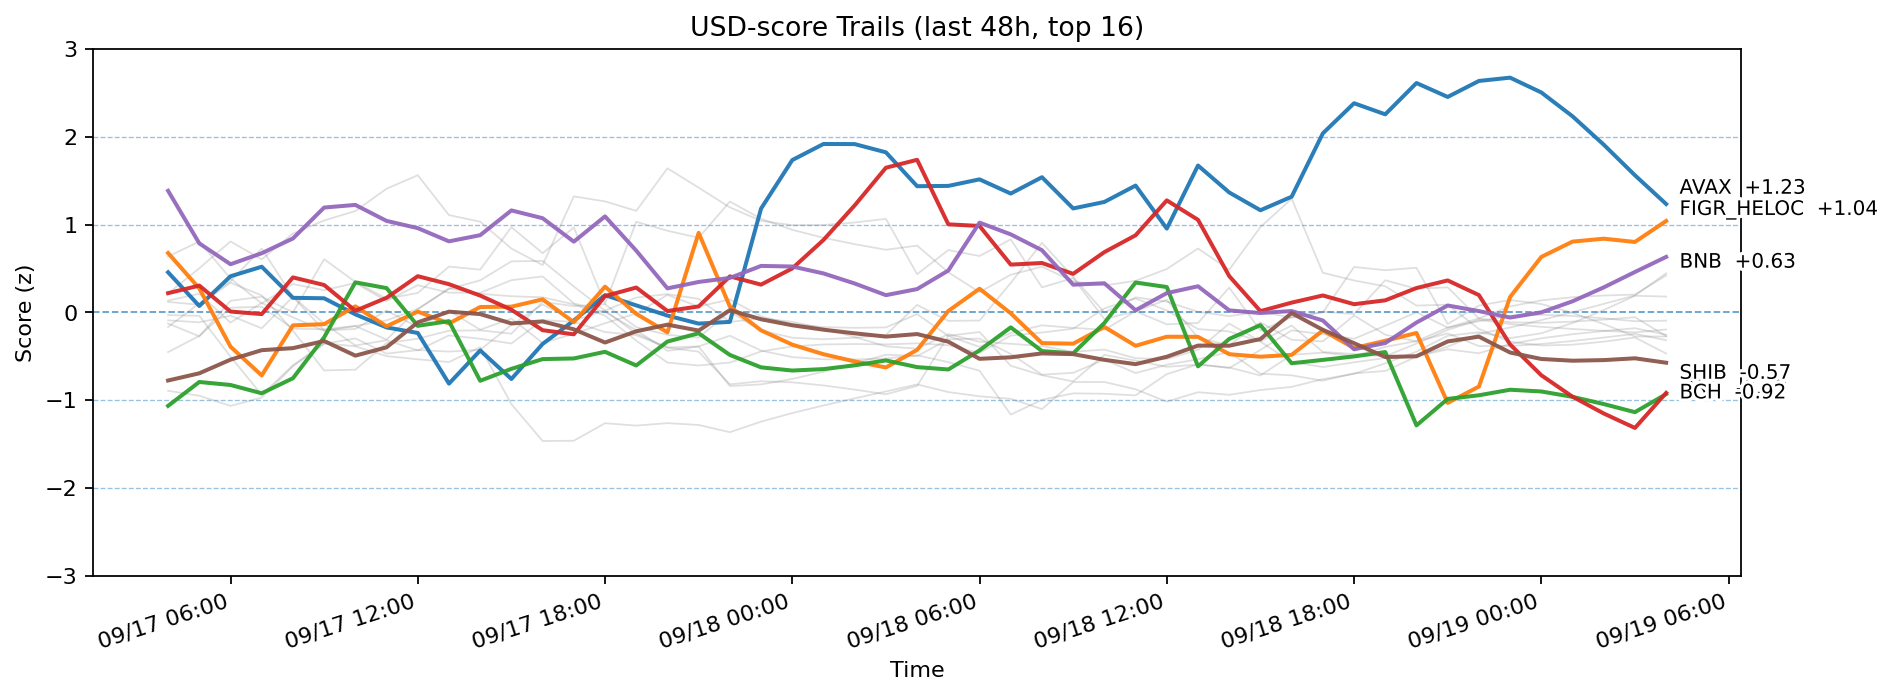 USD-score Trails (last 48h, top 16)
3
2
1
0
−1
−2
−3
Score (z)
AVAX +1.23
FIGR_HELOC +1.04
BNB +0.63
SHIB -0.57
BCH -0.92
09/17 06:00
09/17 12:00
09/17 18:00
09/18 00:00
09/18 06:00
09/18 12:00
09/18 18:00
09/19 00:00
09/19 06:00
Time